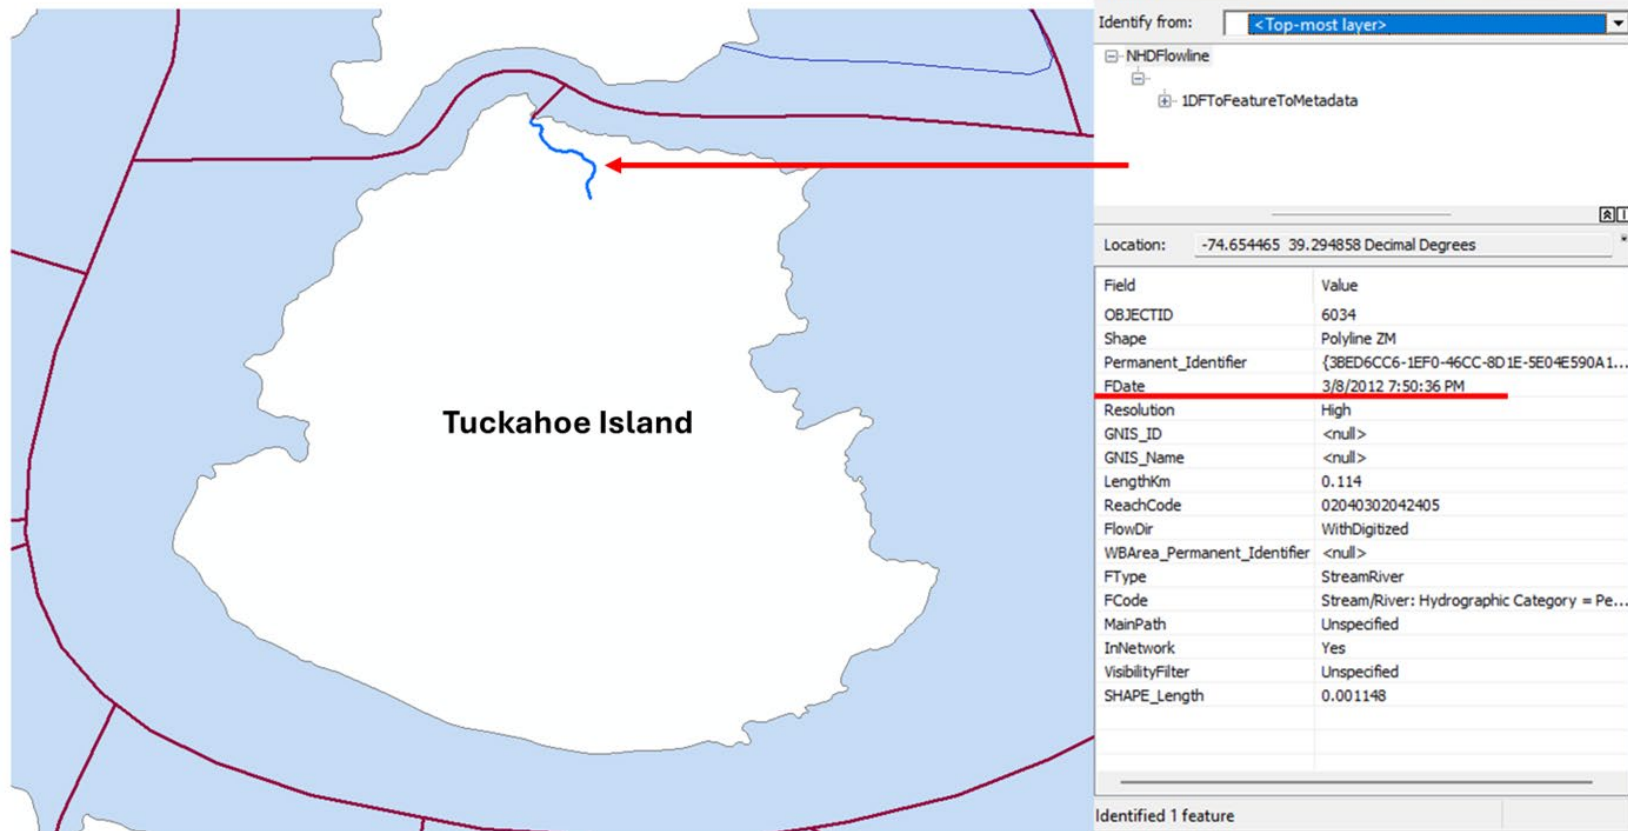 Tuckahoe Island
Identify from: <Top-most layer>
NHDFlowline
1DFToFeatureToMetadata
Location: -74.654465 39.294858 Decimal Degrees
Field Value
OBJECTID 6034
Shape Polyline ZM
Permanent_Identifier {3BED6CC6-1EF0-46CC-8D1E-5E04E590A1...
FDate 3/8/2012 7:50:36 PM
Resolution High
GNIS_ID <null>
GNIS_Name <null>
LengthKm 0.114
ReachCode 02040302042405
FlowDir WithDigitized
WBArea_Permanent_Identifier <null>
FType StreamRiver
FCode Stream/River: Hydrographic Category = Pe...
MainPath Unspecified
InNetwork Yes
VisibilityFilter Unspecified
SHAPE_Length 0.001148
Identified 1 feature